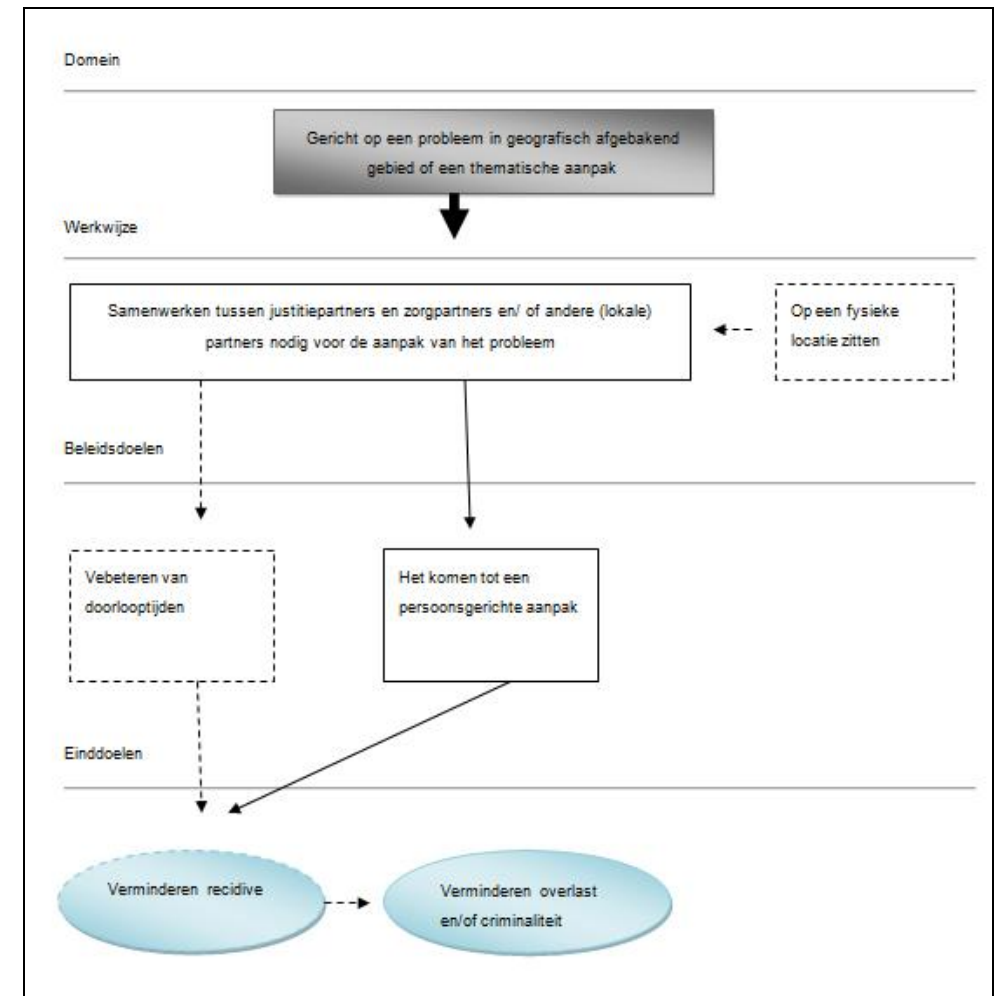 Domein
Gericht op een probleem in geografisch afgebakend
gebied of een thematische aanpak
Werkwijze
Samenwerken tussen justitiepartners en zorgpartners en/ of andere (lokale)
partners nodig voor de aanpak van het probleem
Op een fysieke
locatie zitten
Beleidsdoelen
Vebeteren van
doorlooptijden
Het komen tot een
persoonsgerichte aanpak
Einddoelen
Verminderen recidive
Verminderen overlast
en/of criminaliteit